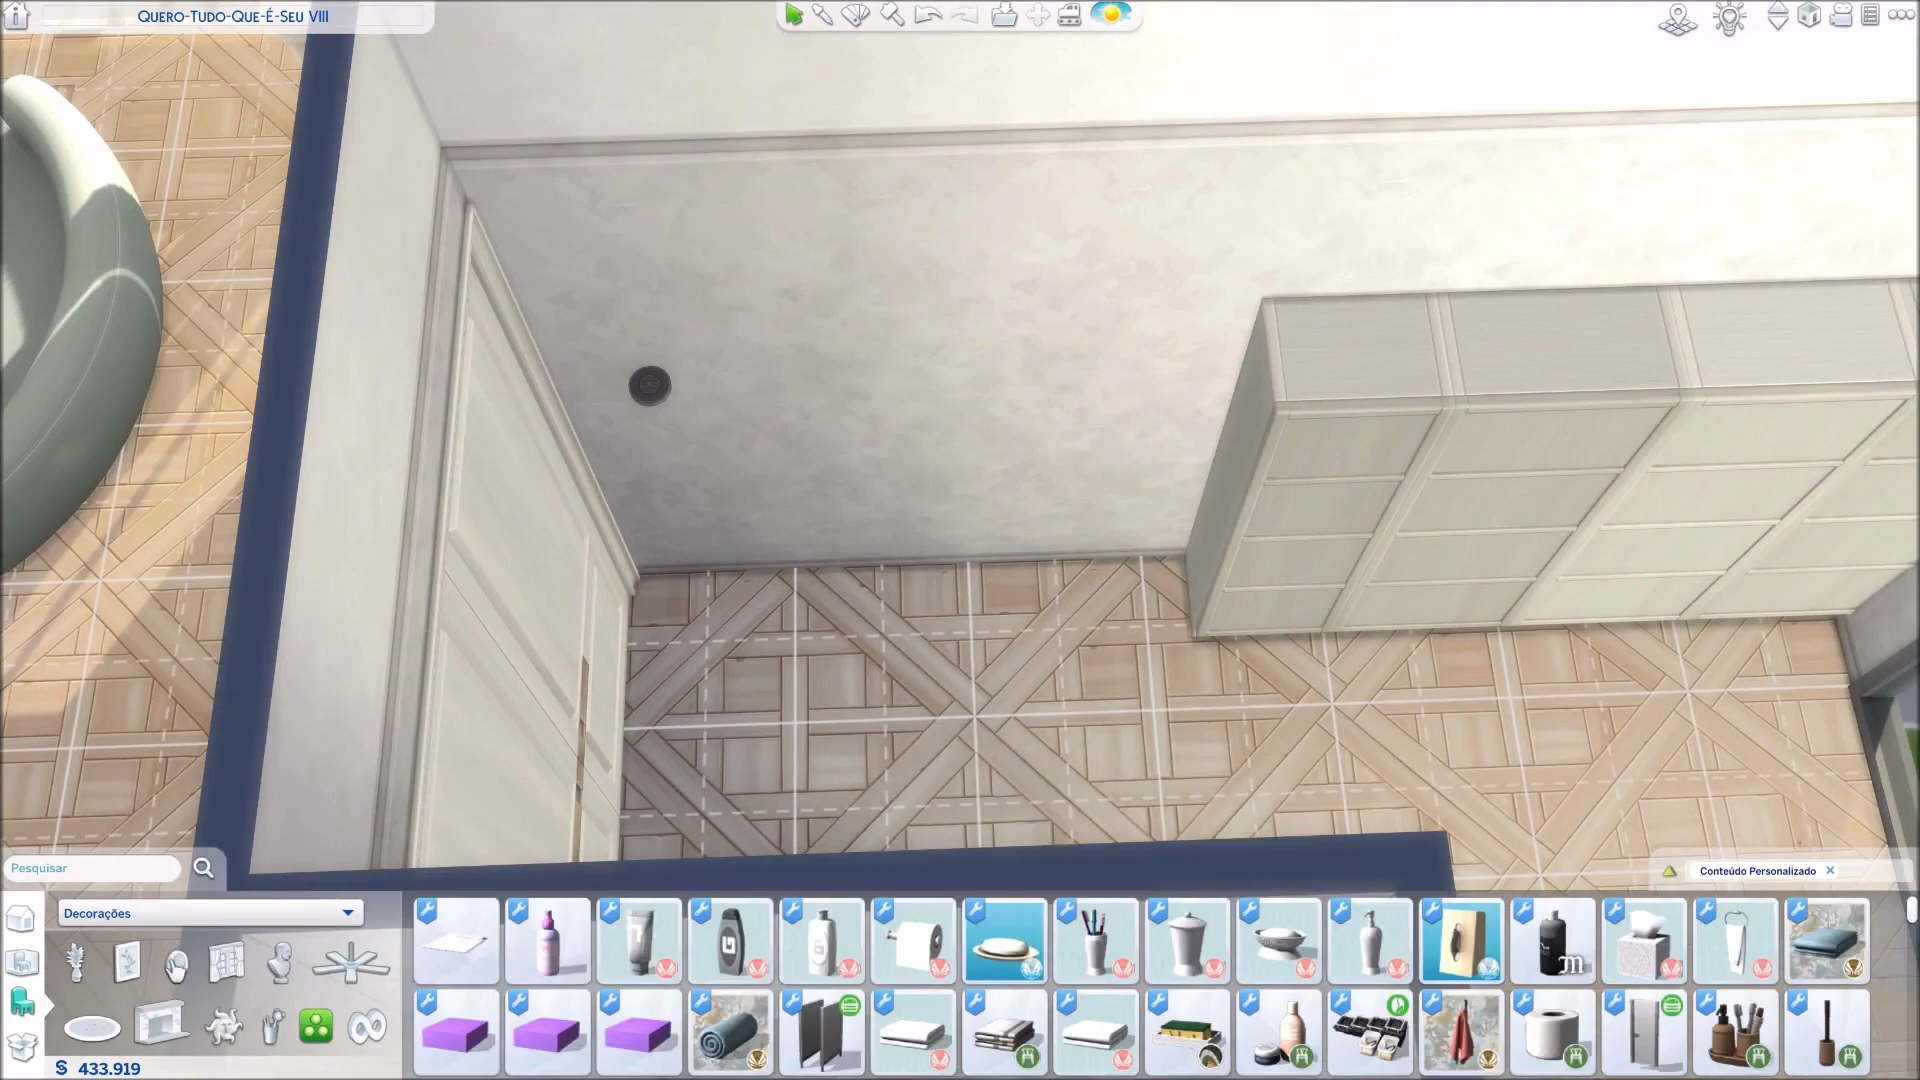 Quero-Tudo-Que-É-Seu VIII
Pesquisar
Conteúdo Personalizado
Decorações
m
S 433.919